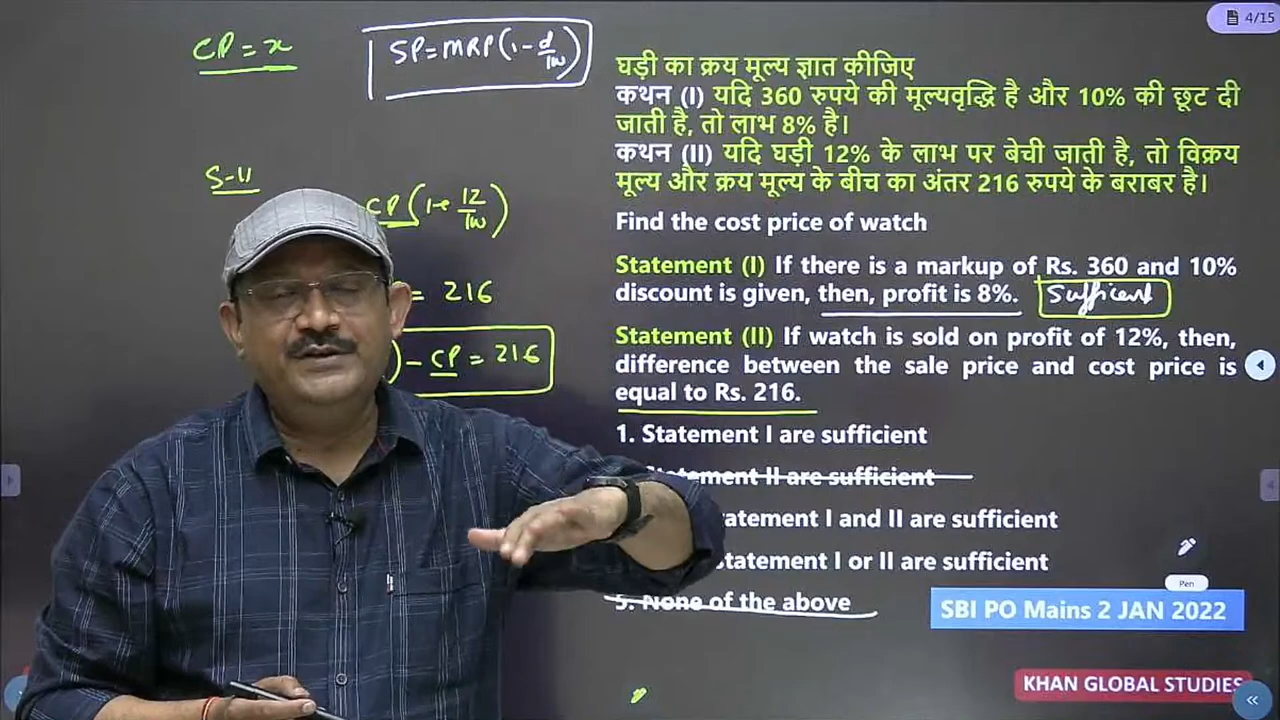 4/15
CP = x
SP=MRP(1-d/100)
घड़ी का क्रय मूल्य ज्ञात कीजिए
कथन (I) यदि 360 रुपये की मूल्यवृद्धि है और 10% की छूट दी
जाती है, तो लाभ 8% है।
कथन (II) यदि घड़ी 12% के लाभ पर बेची जाती है, तो विक्रय
मूल्य और क्रय मूल्य के बीच का अंतर 216 रुपये के बराबर है।
S-II
CP(1+12/100)
= 216
) - CP = 216
Find the cost price of watch
Statement (I) If there is a markup of Rs. 360 and 10%
discount is given, then, profit is 8%. Sufficent
Statement (II) If watch is sold on profit of 12%, then,
difference between the sale price and cost price is
equal to Rs. 216.
1. Statement I are sufficient
Statement II are sufficient
tatement I and II are sufficient
statement I or II are sufficient
5. None of the above
Pen
SBI PO Mains 2 JAN 2022
KHAN GLOBAL STUDIES